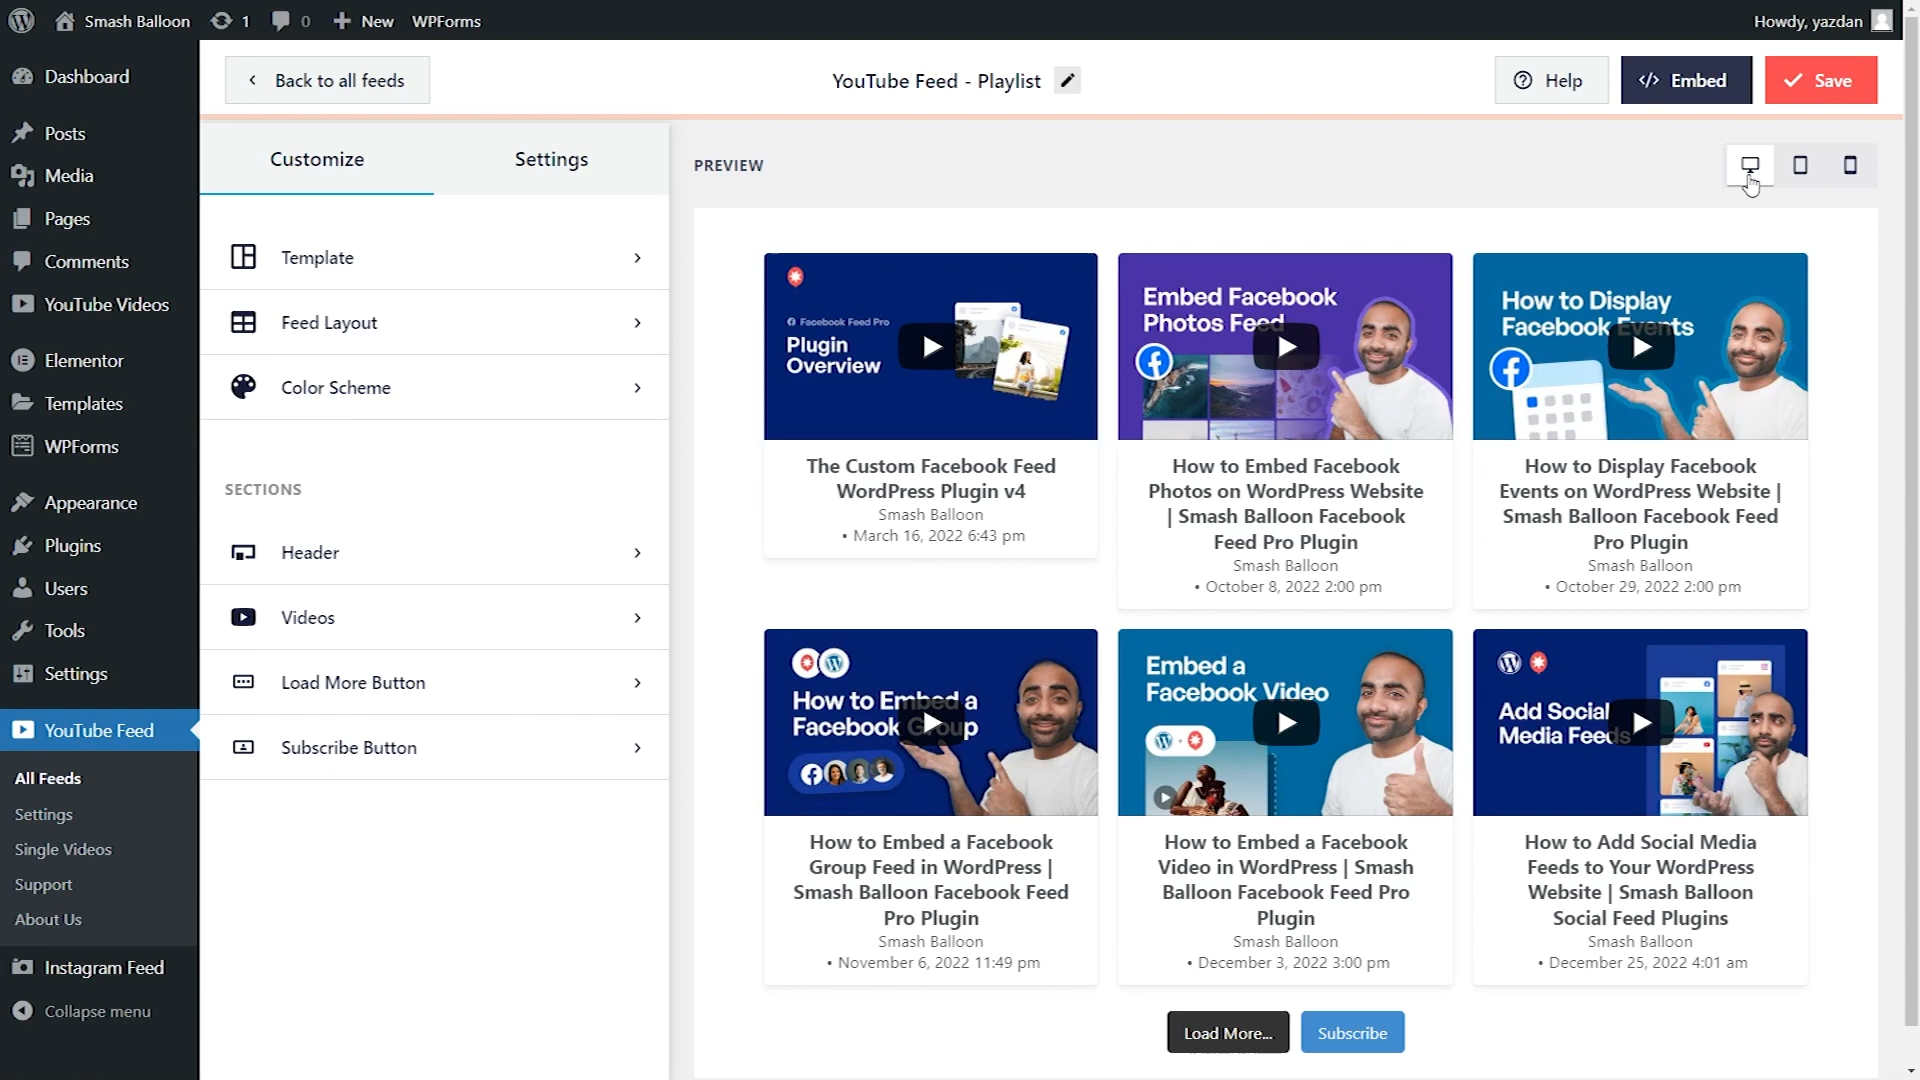 Smash Balloon
1
0
New
WPForms
Howdy, yazdan
Dashboard
Posts
Media
Pages
Comments
YouTube Videos
Elementor
Templates
WPForms
Appearance
Plugins
Users
Tools
Settings
YouTube Feed
All Feeds
Settings
Single Videos
Support
About Us
Instagram Feed
Collapse menu
Back to all feeds
YouTube Feed - Playlist
Help
</> Embed
Save
Customize
Settings
Template
Feed Layout
Color Scheme
SECTIONS
Header
Videos
Load More Button
Subscribe Button
PREVIEW
Facebook Feed Pro
Plugin
Overview
The Custom Facebook Feed
WordPress Plugin v4
Smash Balloon
• March 16, 2022 6:43 pm
Embed Facebook
Photos Feed
How to Embed Facebook
Photos on WordPress Website
| Smash Balloon Facebook
Feed Pro Plugin
Smash Balloon
• October 8, 2022 2:00 pm
How to Display
Facebook Events
How to Display Facebook
Events on WordPress Website |
Smash Balloon Facebook Feed
Pro Plugin
Smash Balloon
• October 29, 2022 2:00 pm
How to Embed a
Facebook Group
How to Embed a Facebook
Group Feed in WordPress |
Smash Balloon Facebook Feed
Pro Plugin
Smash Balloon
• November 6, 2022 11:49 pm
Embed a
Facebook Video
How to Embed a Facebook
Video in WordPress | Smash
Balloon Facebook Feed Pro
Plugin
Smash Balloon
• December 3, 2022 3:00 pm
Add Social
Media Feeds
How to Add Social Media
Feeds to Your WordPress
Website | Smash Balloon
Social Feed Plugins
Smash Balloon
• December 25, 2022 4:01 am
Load More...
Subscribe